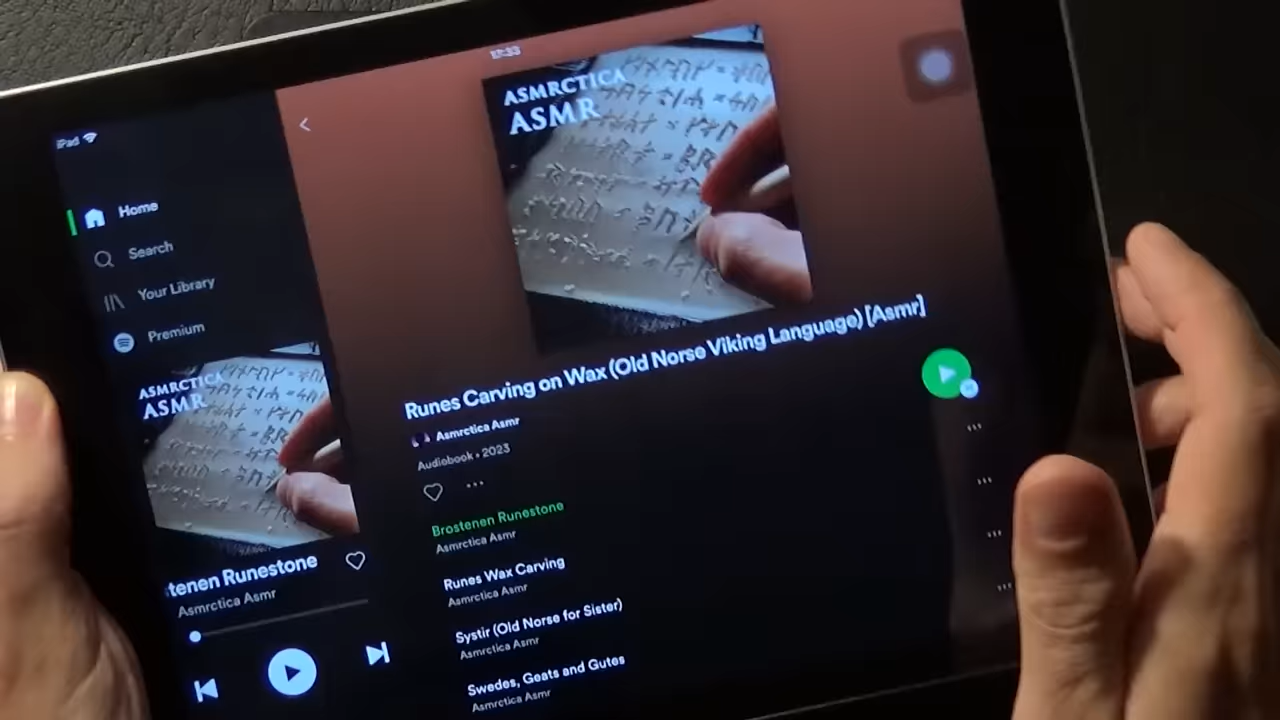 iPad
Home
Search
Your Library
Premium
ASMRCTICA
ASMR
stenen Runestone
Asmrctica Asmr
ASMRCTICA
ASMR
Runes Carving on Wax (Old Norse Viking Language) [Asmr]
Asmrctica Asmr
Audiobook • 2023
Brostenen Runestone
Asmrctica Asmr
Runes Wax Carving
Asmrctica Asmr
Systir (Old Norse for Sister)
Asmrctica Asmr
Swedes, Geats and Gutes
Asmrctica Asmr